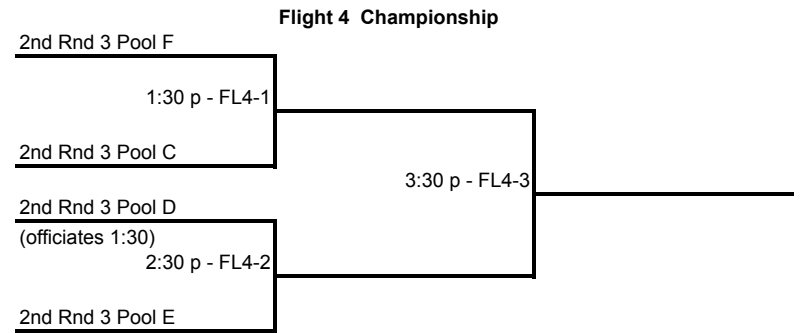 Flight 4 Championship
2nd Rnd 3 Pool F
1:30 p - FL4-1
2nd Rnd 3 Pool C
3:30 p - FL4-3
2nd Rnd 3 Pool D
(officiates 1:30)
2:30 p - FL4-2
2nd Rnd 3 Pool E